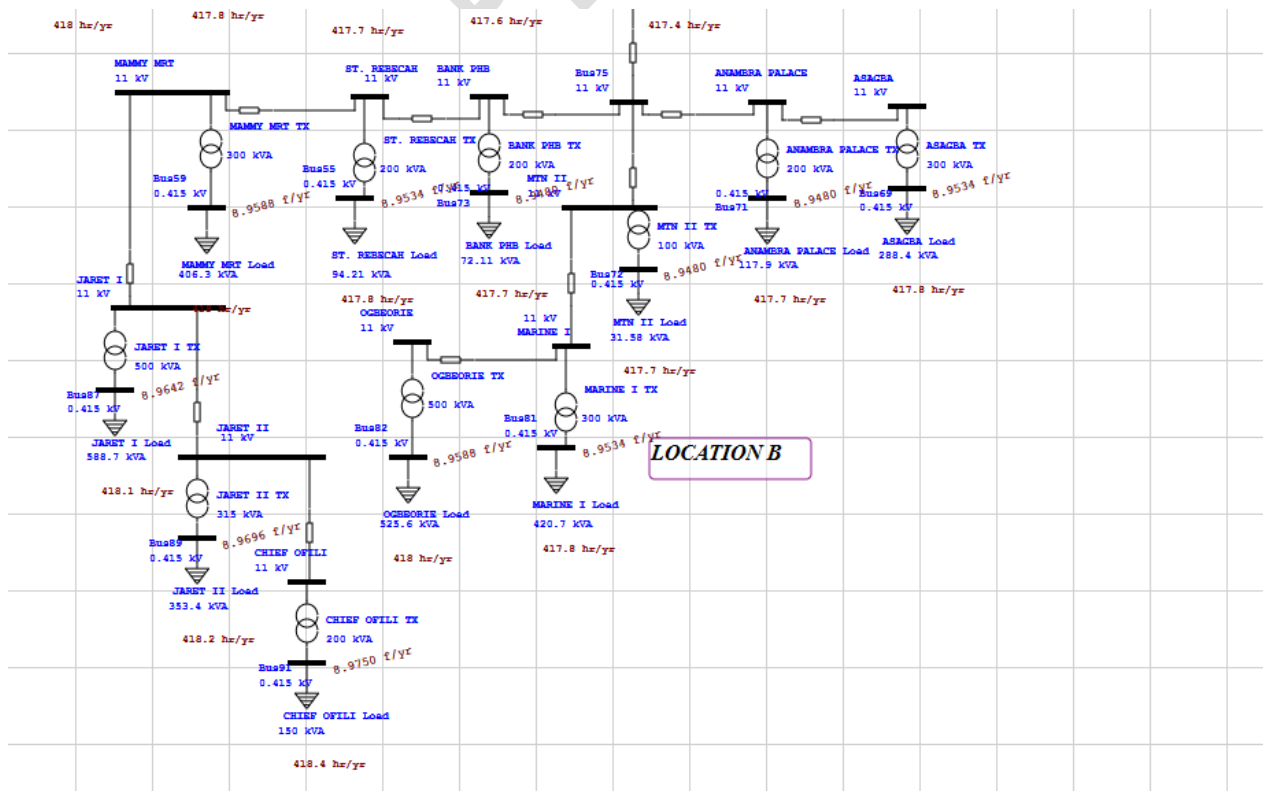 418 hr/yr
417.8 hr/yr
417.7 hr/yr
417.6 hr/yr
417.4 hr/yr
MAMMY MRT
11 kV
ST. REBECAH
11 kV
BANK PHB
11 kV
Bus75
11 kV
ANAMBRA PALACE
11 kV
ASAGBA
11 kV
MAMMY MRT TX
300 kVA
Bus59
0.415 kV
8.9588 f/yr
MAMMY MRT Load
406.3 kVA
ST. REBECAH TX
200 kVA
Bus55
0.415 kV
8.9534 f/yr
ST. REBECAH Load
94.21 kVA
BANK PHB TX
200 kVA
0.415 kV
Bus73
8.9480 f/yr
BANK PHB Load
72.11 kVA
MTN II
11 kV
MTN II TX
100 kVA
Bus72
0.415 kV
8.9480 f/yr
MTN II Load
31.58 kVA
ANAMBRA PALACE TX
200 kVA
0.415 kV
Bus71
8.9480 f/yr
ANAMBRA PALACE Load
117.9 kVA
ASAGBA TX
300 kVA
Bus69
0.415 kV
8.9534 f/yr
ASAGBA Load
288.4 kVA
417.8 hr/yr
417.7 hr/yr
417.7 hr/yr
417.8 hr/yr
JARET I
11 kV
hr/yr
JARET I TX
500 kVA
Bus87
0.415 kV
8.9642 f/yr
JARET I Load
588.7 kVA
OGBEORIE
11 kV
11 kV
MARINE I
417.7 hr/yr
OGBEORIE TX
500 kVA
Bus82
0.415 kV
8.9588 f/yr
OGBEORIE Load
525.6 kVA
MARINE I TX
300 kVA
Bus81
0.415 kV
8.9534 f/yr
MARINE I Load
420.7 kVA
LOCATION B
JARET II
11 kV
418.1 hr/yr
JARET II TX
315 kVA
Bus89
0.415 kV
8.9696 f/yr
JARET II Load
353.4 kVA
418 hr/yr
417.8 hr/yr
CHIEF OFILI
11 kV
CHIEF OFILI TX
200 kVA
418.2 hr/yr
Bus91
0.415 kV
8.9750 f/yr
CHIEF OFILI Load
150 kVA
418.4 hr/yr